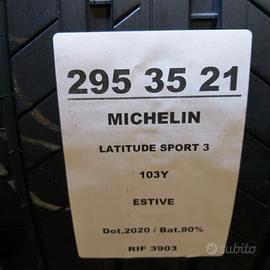 295 35 21
MICHELIN
LATITUDE SPORT 3
103Y
ESTIVE
Dot,2020 / Bat.90%
RIF 3903
subito